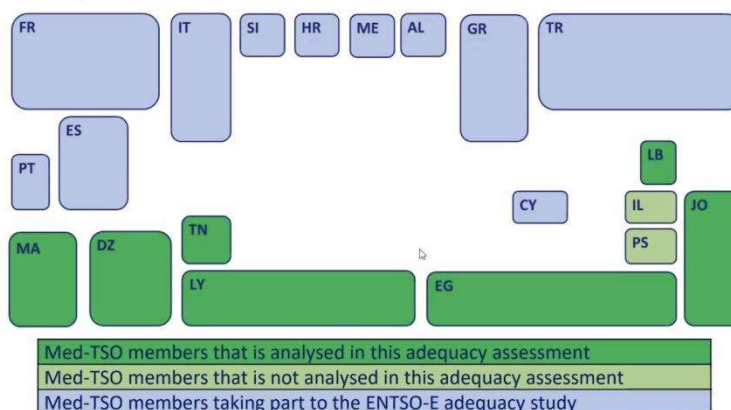 FR IT SI HR ME AL GR TR
ES
PT
LB
CY IL JO
TN PS
MA DZ
LY EG
Med-TSO members that is analysed in this adequacy assessment
Med-TSO members that is not analysed in this adequacy assessment
Med-TSO members taking part to the ENTSO-E adequacy study